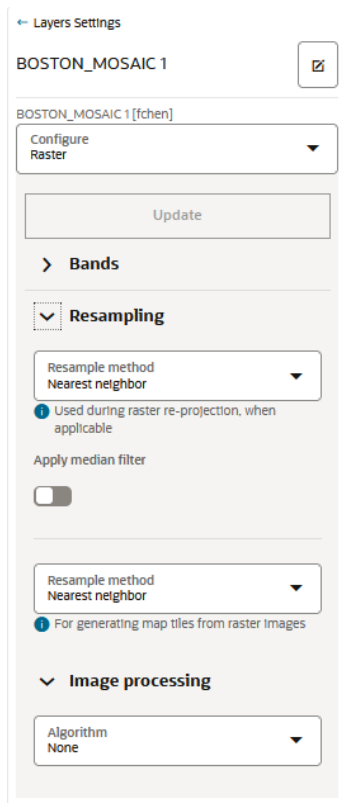 ← Layers Settings
BOSTON_MOSAIC 1
BOSTON_MOSAIC 1 [fchen]
Configure
Raster
Update
Bands
Resampling
Resample method
Nearest neighbor
Used during raster re-projection, when
applicable
Apply median filter
Resample method
Nearest neighbor
For generating map tiles from raster images
Image processing
Algorithm
None